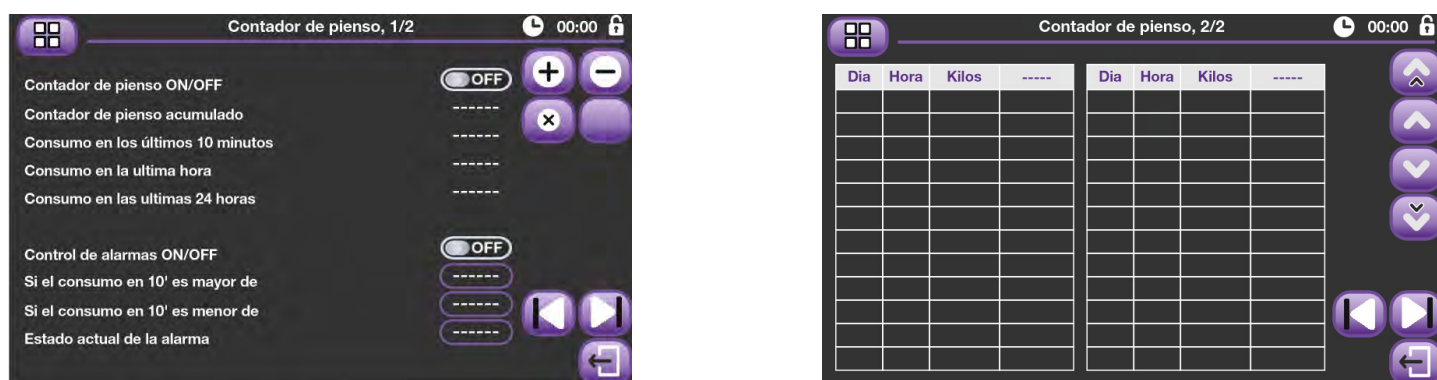 Contador de pienso, 1/2
00:00
Contador de pienso ON/OFF
OFF
Contador de pienso acumulado
------
Consumo en los últimos 10 minutos
------
Consumo en la ultima hora
------
Consumo en las ultimas 24 horas
------
Control de alarmas ON/OFF
OFF
Si el consumo en 10' es mayor de
------
Si el consumo en 10' es menor de
------
Estado actual de la alarma
------
Contador de pienso, 2/2
00:00
Dia Hora Kilos ----- Dia Hora Kilos -----